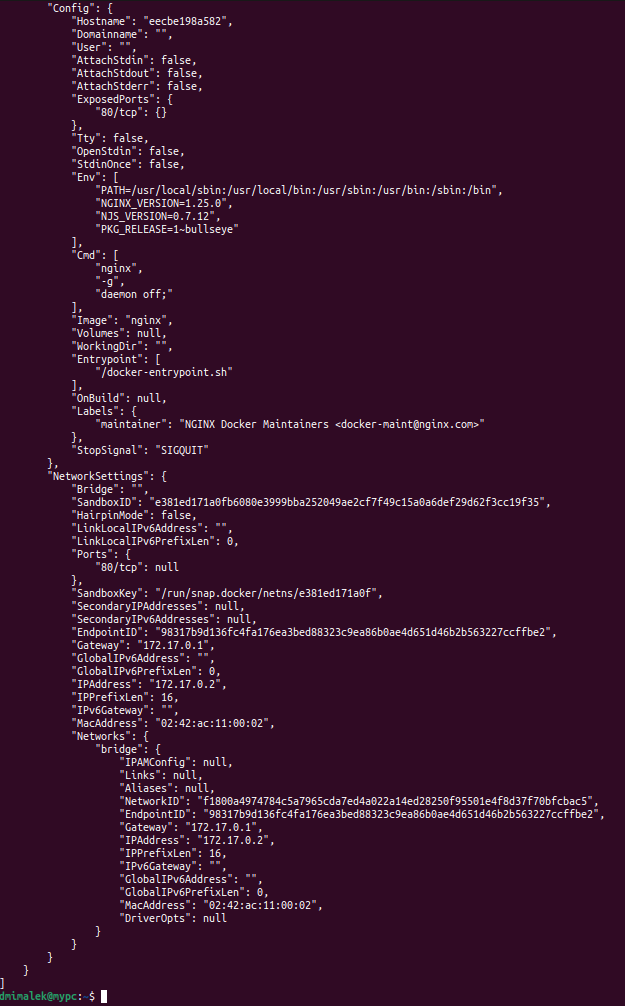 "Config": {
"Hostname": "eecbe198a582",
"Domainname": "",
"User": "",
"AttachStdin": false,
"AttachStdout": false,
"AttachStderr": false,
"ExposedPorts": {
"80/tcp": {}
},
"Tty": false,
"OpenStdin": false,
"StdinOnce": false,
"Env": [
"PATH=/usr/local/sbin:/usr/local/bin:/usr/sbin:/usr/bin:/sbin:/bin",
"NGINX_VERSION=1.25.0",
"NJS_VERSION=0.7.12",
"PKG_RELEASE=1~bullseye"
],
"Cmd": [
"nginx",
"-g",
"daemon off;"
],
"Image": "nginx",
"Volumes": null,
"WorkingDir": "",
"Entrypoint": [
"/docker-entrypoint.sh"
],
"OnBuild": null,
"Labels": {
"maintainer": "NGINX Docker Maintainers <docker-maint@nginx.com>"
},
"StopSignal": "SIGQUIT"
},
"NetworkSettings": {
"Bridge": "",
"SandboxID": "e381ed171a0fb6080e3999bba252049ae2cf7f49c15a0a6def29d62f3cc19f35",
"HairpinMode": false,
"LinkLocalIPv6Address": "",
"LinkLocalIPv6PrefixLen": 0,
"Ports": {
"80/tcp": null
},
"SandboxKey": "/run/snap.docker/netns/e381ed171a0f",
"SecondaryIPAddresses": null,
"SecondaryIPv6Addresses": null,
"EndpointID": "98317b9d136fc4fa176ea3bed88323c9ea86b0ae4d651d46b2b563227ccffbe2",
"Gateway": "172.17.0.1",
"GlobalIPv6Address": "",
"GlobalIPv6PrefixLen": 0,
"IPAddress": "172.17.0.2",
"IPPrefixLen": 16,
"IPv6Gateway": "",
"MacAddress": "02:42:ac:11:00:02",
"Networks": {
"bridge": {
"IPAMConfig": null,
"Links": null,
"Aliases": null,
"NetworkID": "f1800a4974784c5a7965cda7ed4a022a14ed28250f95501e4f8d37f70bfcbac5",
"EndpointID": "98317b9d136fc4fa176ea3bed88323c9ea86b0ae4d651d46b2b563227ccffbe2",
"Gateway": "172.17.0.1",
"IPAddress": "172.17.0.2",
"IPPrefixLen": 16,
"IPv6Gateway": "",
"GlobalIPv6Address": "",
"GlobalIPv6PrefixLen": 0,
"MacAddress": "02:42:ac:11:00:02",
"DriverOpts": null
}
}
}
}
]
dmimalek@mypc:~$